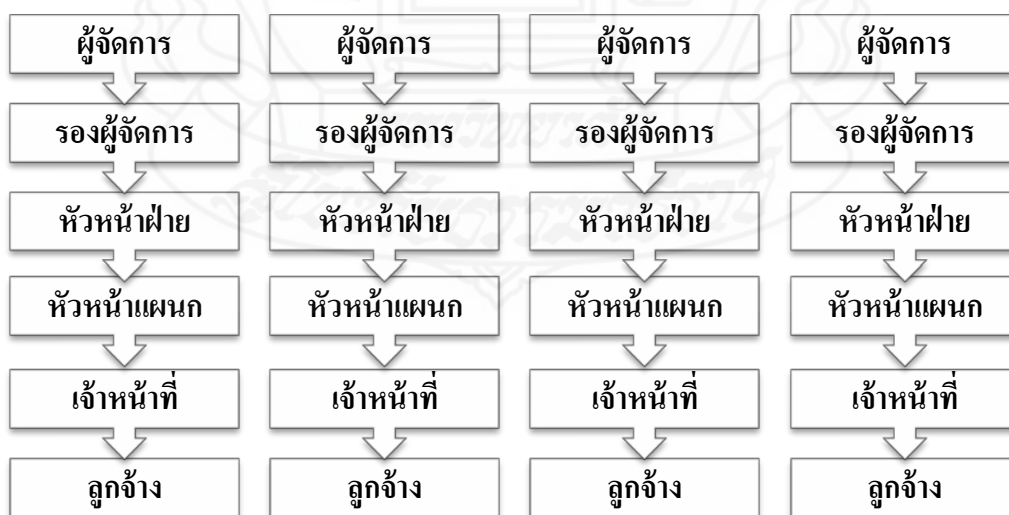 ผู้จัดการ ผู้จัดการ ผู้จัดการ ผู้จัดการ
รองผู้จัดการ รองผู้จัดการ รองผู้จัดการ รองผู้จัดการ
หัวหน้าฝ่าย หัวหน้าฝ่าย หัวหน้าฝ่าย หัวหน้าฝ่าย
หัวหน้าแผนก หัวหน้าแผนก หัวหน้าแผนก หัวหน้าแผนก
เจ้าหน้าที่ เจ้าหน้าที่ เจ้าหน้าที่ เจ้าหน้าที่
ลูกจ้าง ลูกจ้าง ลูกจ้าง ลูกจ้าง